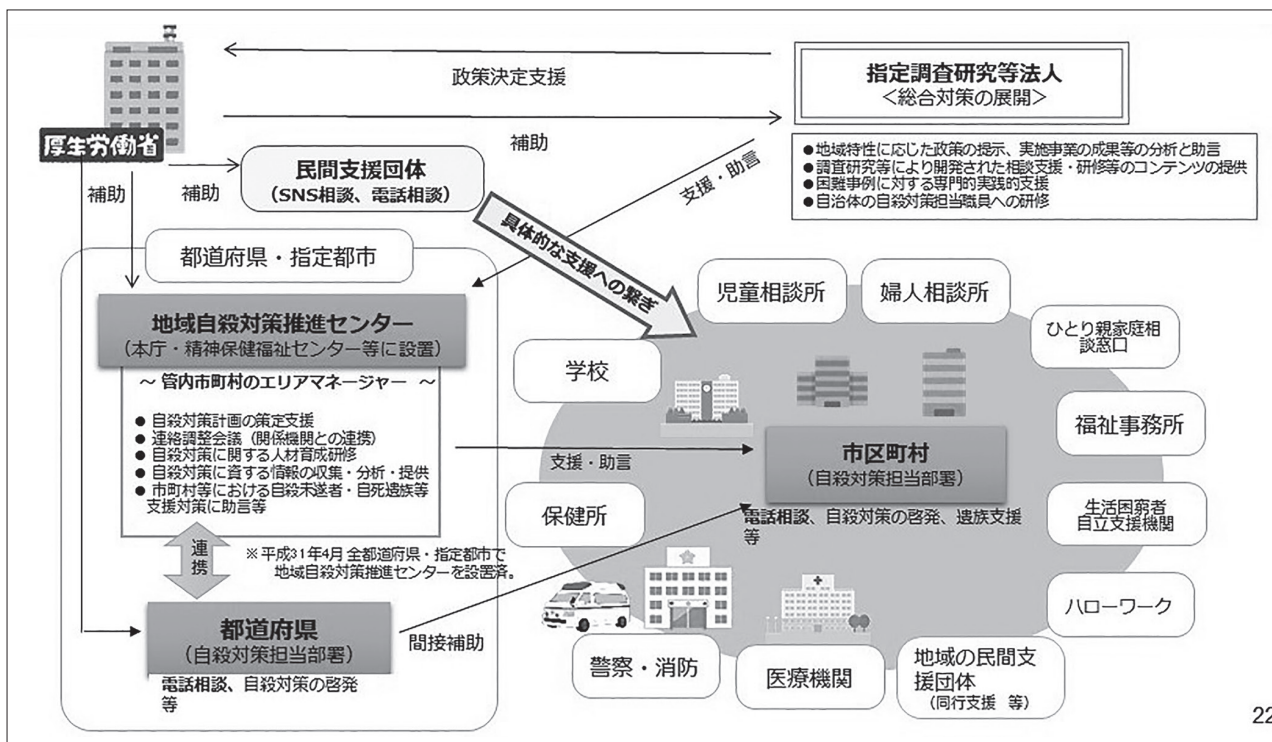 政策決定支援
指定調査研究等法人
<総合対策の展開>
厚生労働省
補助
補助
補助
民間支援団体
(SNS相談、電話相談)
支援・助言
●地域特性に応じた政策の提示、実施事業の成果等の分析と助言
●調査研究等により開発された相談支援・研修等のコンテンツの提供
●困難事例に対する専門的実践的支援
●自治体の自殺対策担当職員への研修
具体的な支援への繋ぎ
都道府県・指定都市
地域自殺対策推進センター
(本庁・精神保健福祉センター等に設置)
~ 管内市町村のエリアマネージャー ~
● 自殺対策計画の策定支援
● 連絡調整会議(関係機関との連携)
● 自殺対策に関する人材育成研修
● 自殺対策に資する情報の収集・分析・提供
● 市町村等における自殺未遂者・自死遺族等
支援対策に助言等
連携
※ 平成31年4月 全都道府県・指定都市で
地域自殺対策推進センターを設置済。
都道府県
(自殺対策担当部署)
電話相談、自殺対策の啓発
等
支援・助言
間接補助
児童相談所
婦人相談所
ひとり親家庭相
談窓口
学校
福祉事務所
市区町村
(自殺対策担当部署)
電話相談、自殺対策の啓発、遺族支援
等
保健所
生活困窮者
自立支援機関
ハローワーク
警察・消防
医療機関
地域の民間支
援団体
(同行支援 等)
22